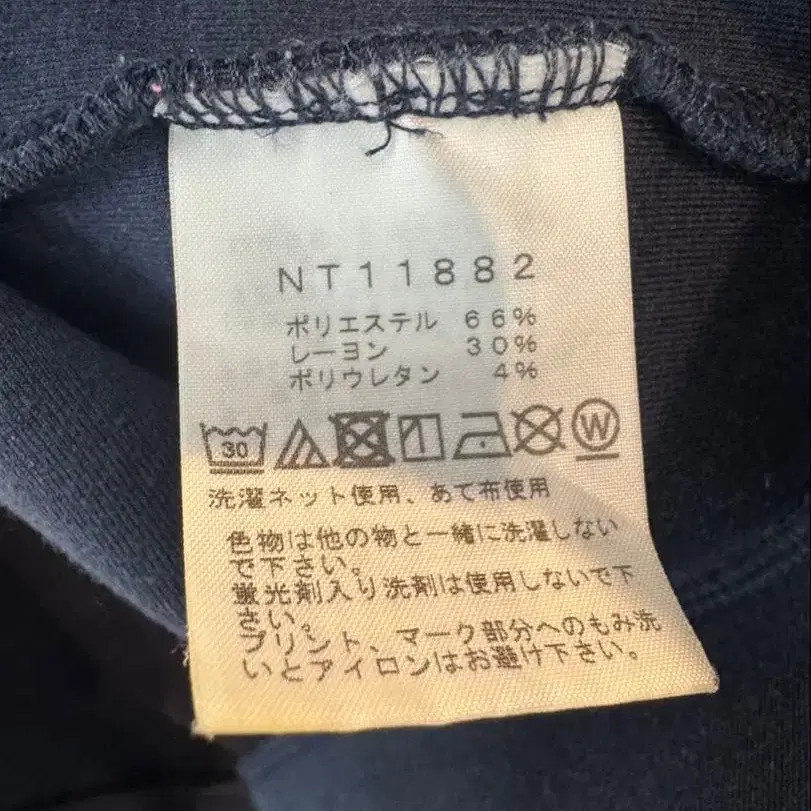 NT11882
ポリエステル 66%
レーヨン 30%
ポリウレタン 4%
30 W
洗濯ネット使用、あて布使用
色物は他の物と一緒に洗濯しない
で下さい。
蛍光剤入り洗剤は使用しないで下
さい。
プリント、マーク部分へのもみ洗
いとアイロンはお避け下さい。